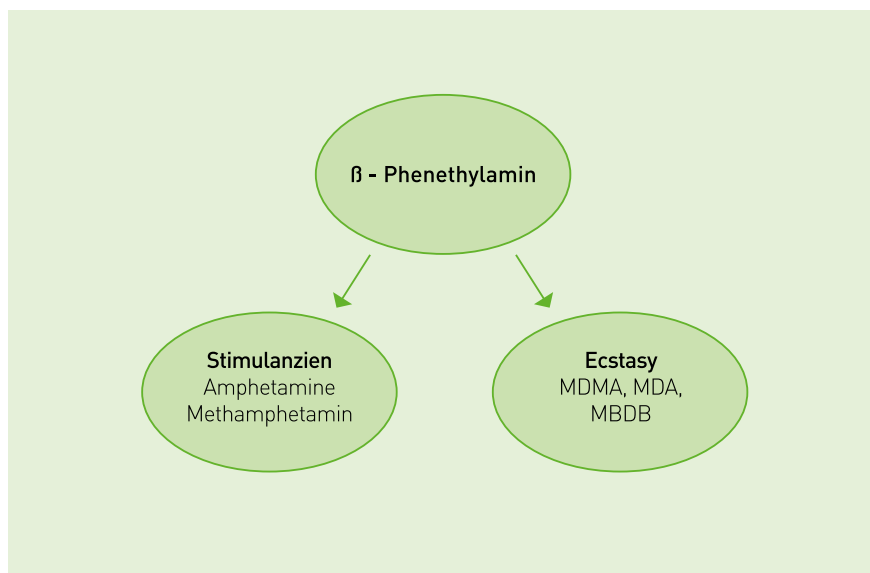 ß - Phenethylamin
Stimulanzien
Amphetamine
Methamphetamin
Ecstasy
MDMA, MDA,
MBDB